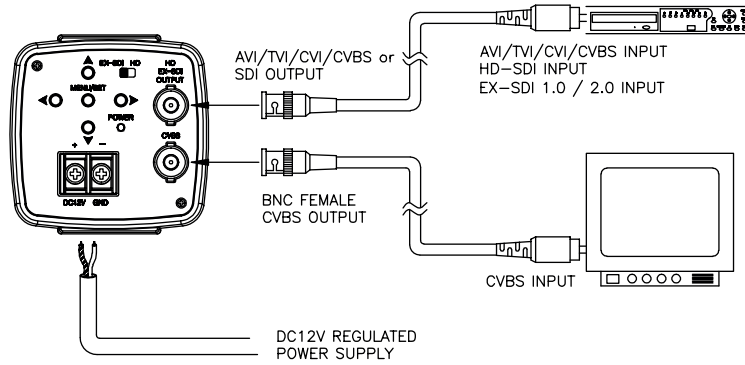 EX-SDI HD
HD
EX-SDI
OUTPUT
MENU/SET
POWER
CVBS
+ −
DC12V GND
AVI/TVI/CVI/CVBS or
SDI OUTPUT
AVI/TVI/CVI/CVBS INPUT
HD−SDI INPUT
EX−SDI 1.0 / 2.0 INPUT
BNC FEMALE
CVBS OUTPUT
CVBS INPUT
DC12V REGULATED
POWER SUPPLY